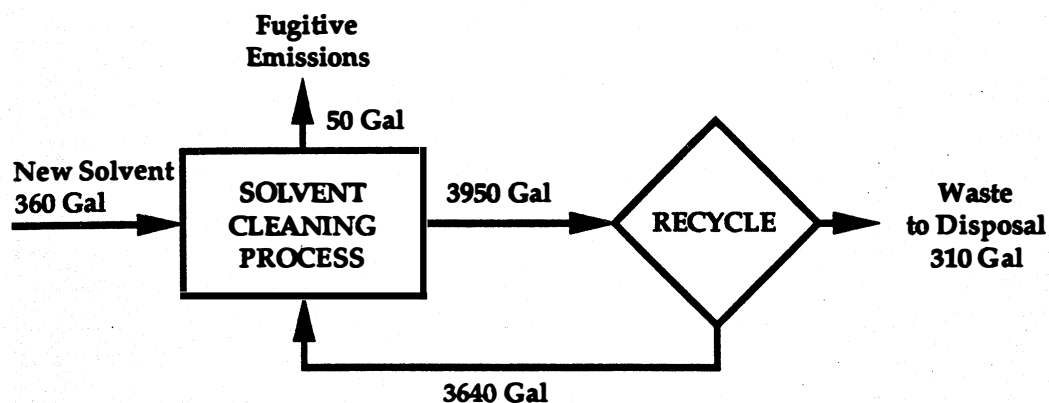 Fugitive
Emissions
50 Gal
New Solvent
360 Gal
SOLVENT
CLEANING
PROCESS
3950 Gal
RECYCLE
Waste
to Disposal
310 Gal
3640 Gal